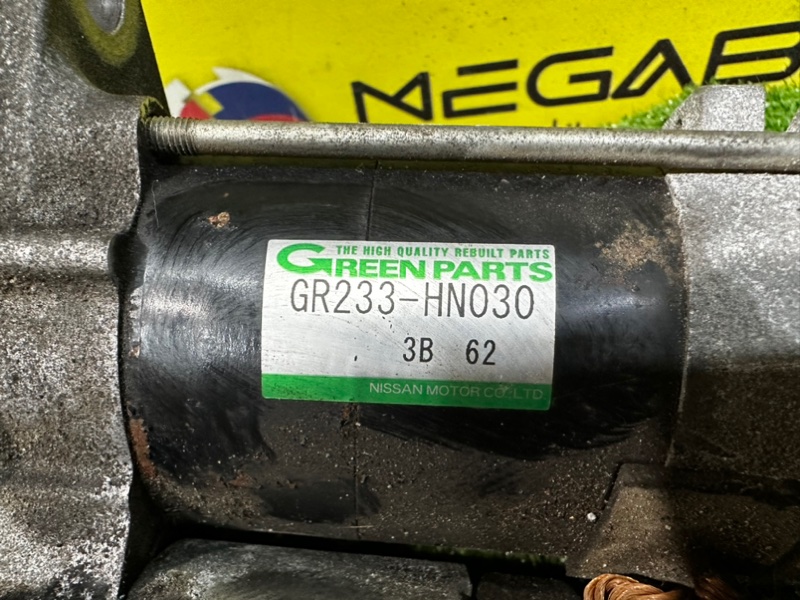 MEGAB
THE HIGH QUALITY REBUILT PARTS
GREEN PARTS
GR233-HN030
3B 62
NISSAN MOTOR CO.,LTD